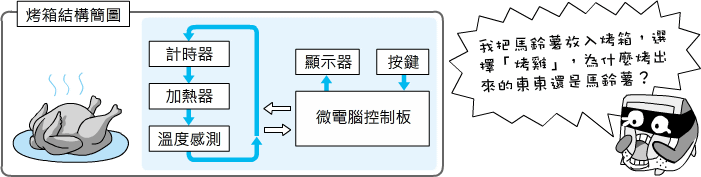 烤箱結構簡圖
計時器
加熱器
溫度感測
顯示器
按鍵
微電腦控制板
我把馬鈴薯放入烤箱，選
擇「烤雞」，為什麼烤出
來的東東還是馬鈴薯？